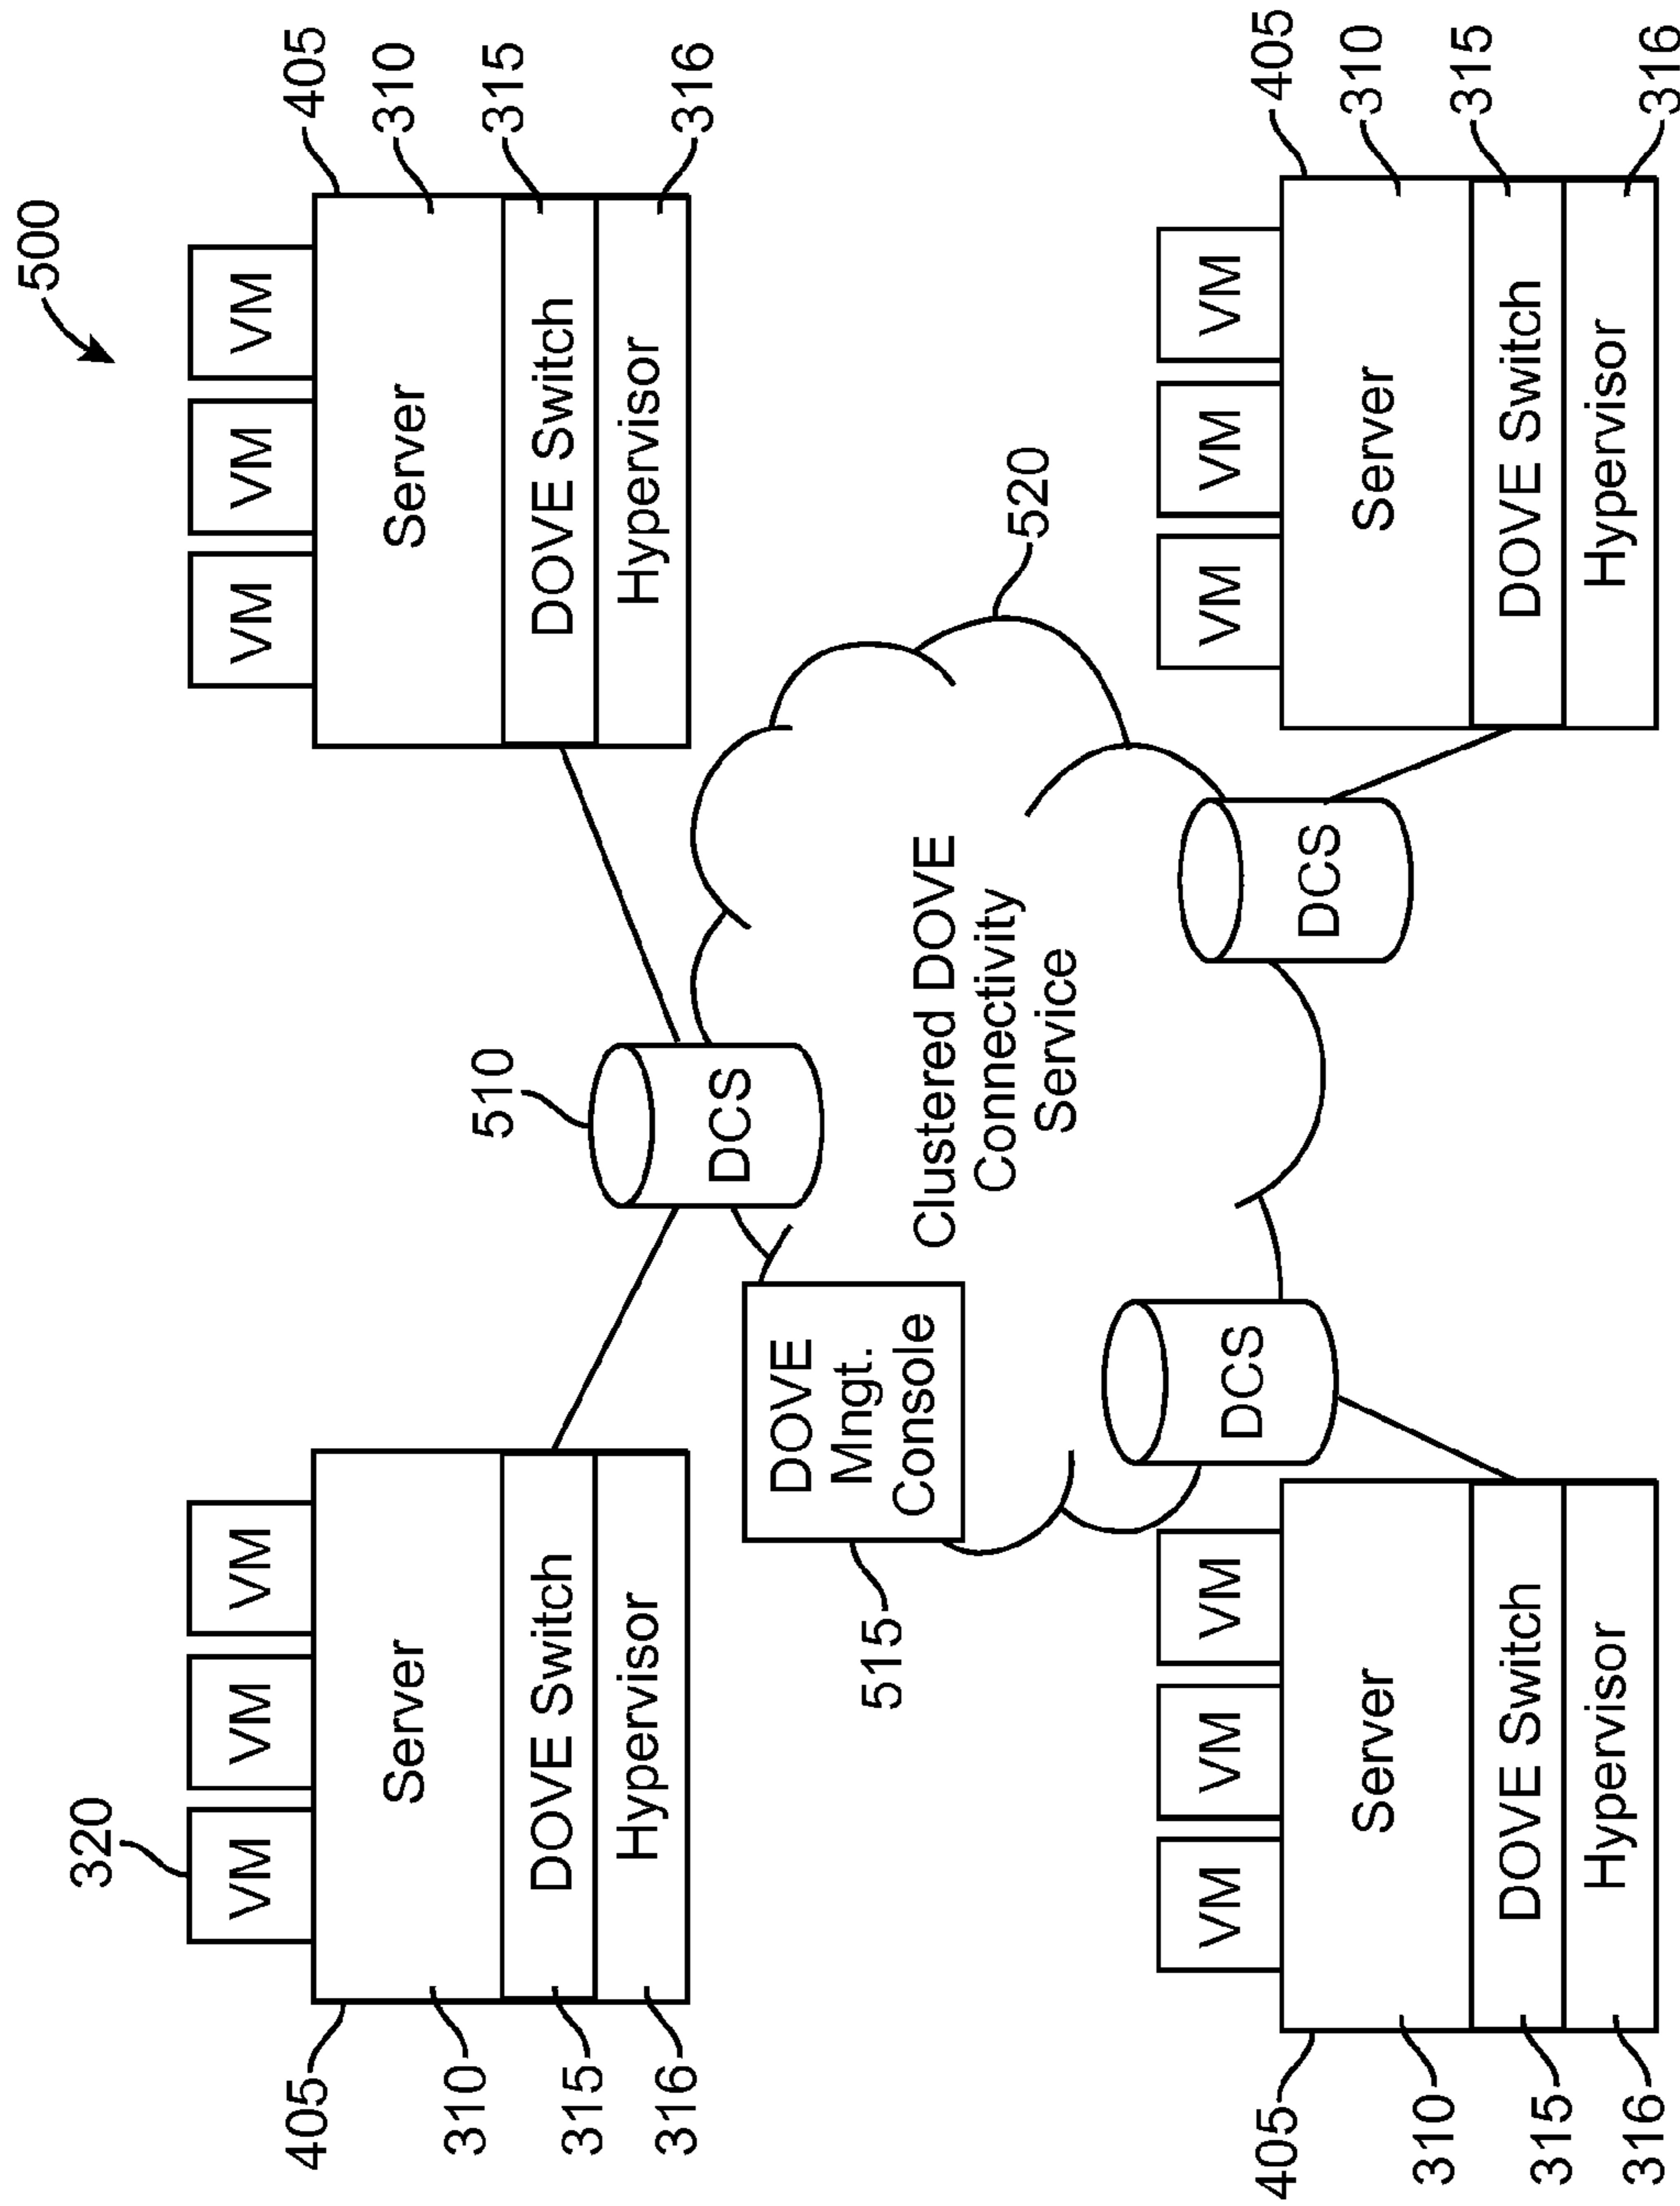 500
320
VM
VM
VM
VM
VM
VM
405
Server
310
DOVE Switch
315
Hypervisor
316
Server
405
310
DOVE Switch
315
Hypervisor
316
510
DCS
515
DOVE
Mngt.
Console
Clustered DOVE
Connectivity
Service
520
DCS
DCS
VM
VM
VM
VM
VM
VM
405
Server
310
DOVE Switch
315
Hypervisor
316
Server
405
310
DOVE Switch
315
Hypervisor
316